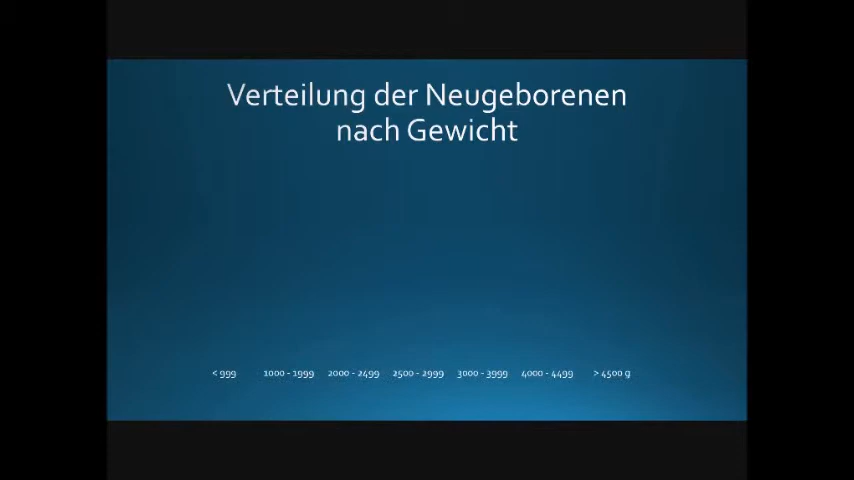 Verteilung der Neugeborenen
nach Gewicht
< 999 1000 - 1999 2000 - 2499 2500 - 2999 3000 - 3999 4000 - 4499 > 4500 g